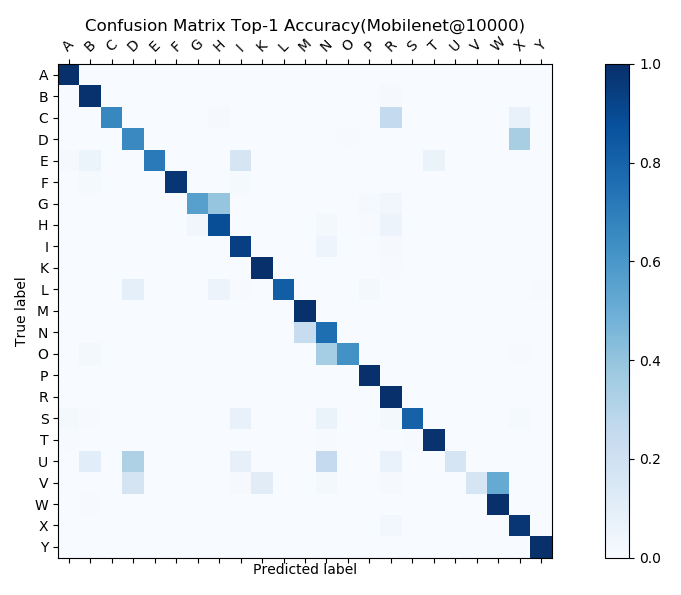 Confusion Matrix Top-1 Accuracy(Mobilenet@10000)
A B C D E F G H I K L M N O P R S T U V W X Y
A
B
C
D
E
F
G
H
I
K
L
M
N
O
P
R
S
T
U
V
W
X
Y
True label
Predicted label
1.0
0.8
0.6
0.4
0.2
0.0